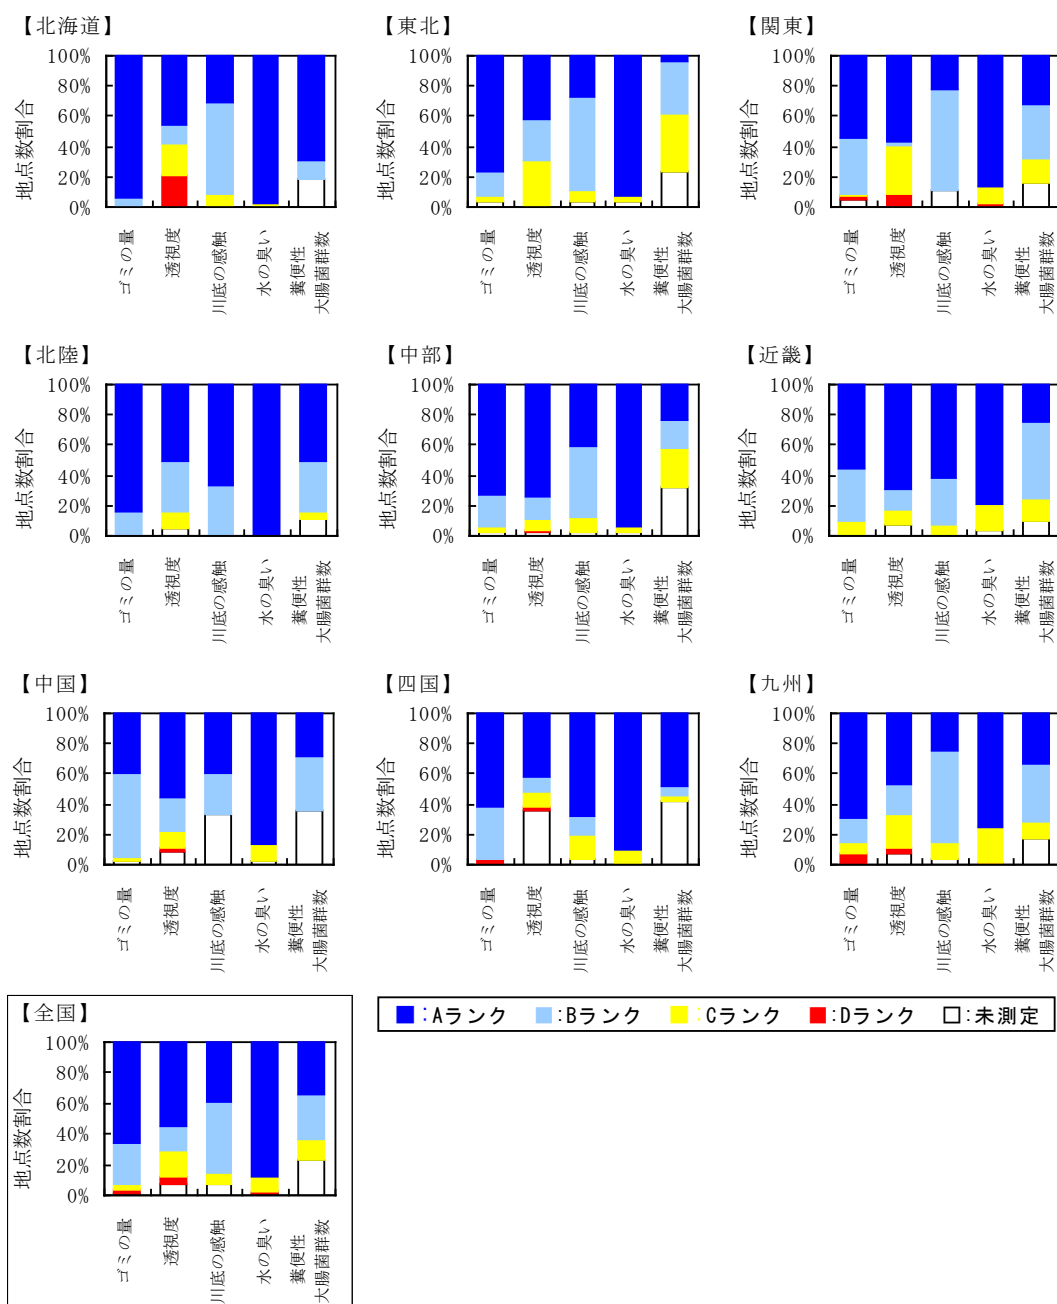 【北海道】
100%
80%
60%
40%
20%
0%
地点数割合
ゴミの量
透視度
川底の感触
水の臭い
糞便性
大腸菌群数
【東北】
100%
80%
60%
40%
20%
0%
地点数割合
ゴミの量
透視度
川底の感触
水の臭い
糞便性
大腸菌群数
【関東】
100%
80%
60%
40%
20%
0%
地点数割合
ゴミの量
透視度
川底の感触
水の臭い
糞便性
大腸菌群数
【北陸】
100%
80%
60%
40%
20%
0%
地点数割合
ゴミの量
透視度
川底の感触
水の臭い
糞便性
大腸菌群数
【中部】
100%
80%
60%
40%
20%
0%
地点数割合
ゴミの量
透視度
川底の感触
水の臭い
糞便性
大腸菌群数
【近畿】
100%
80%
60%
40%
20%
0%
地点数割合
ゴミの量
透視度
川底の感触
水の臭い
糞便性
大腸菌群数
【中国】
100%
80%
60%
40%
20%
0%
地点数割合
ゴミの量
透視度
川底の感触
水の臭い
糞便性
大腸菌群数
【四国】
100%
80%
60%
40%
20%
0%
地点数割合
ゴミの量
透視度
川底の感触
水の臭い
糞便性
大腸菌群数
【九州】
100%
80%
60%
40%
20%
0%
地点数割合
ゴミの量
透視度
川底の感触
水の臭い
糞便性
大腸菌群数
【全国】
100%
80%
60%
40%
20%
0%
地点数割合
ゴミの量
透視度
川底の感触
水の臭い
糞便性
大腸菌群数
:Aランク :Bランク :Cランク :Dランク :未測定